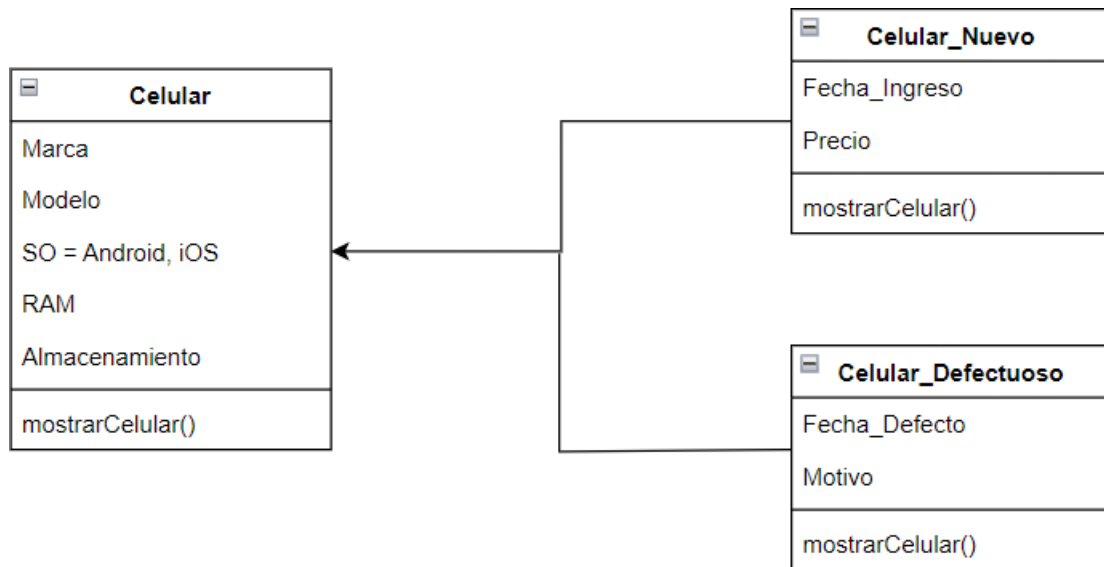 Celular
Marca
Modelo
SO = Android, iOS
RAM
Almacenamiento
mostrarCelular()
Celular_Nuevo
Fecha_Ingreso
Precio
mostrarCelular()
Celular_Defectuoso
Fecha_Defecto
Motivo
mostrarCelular()